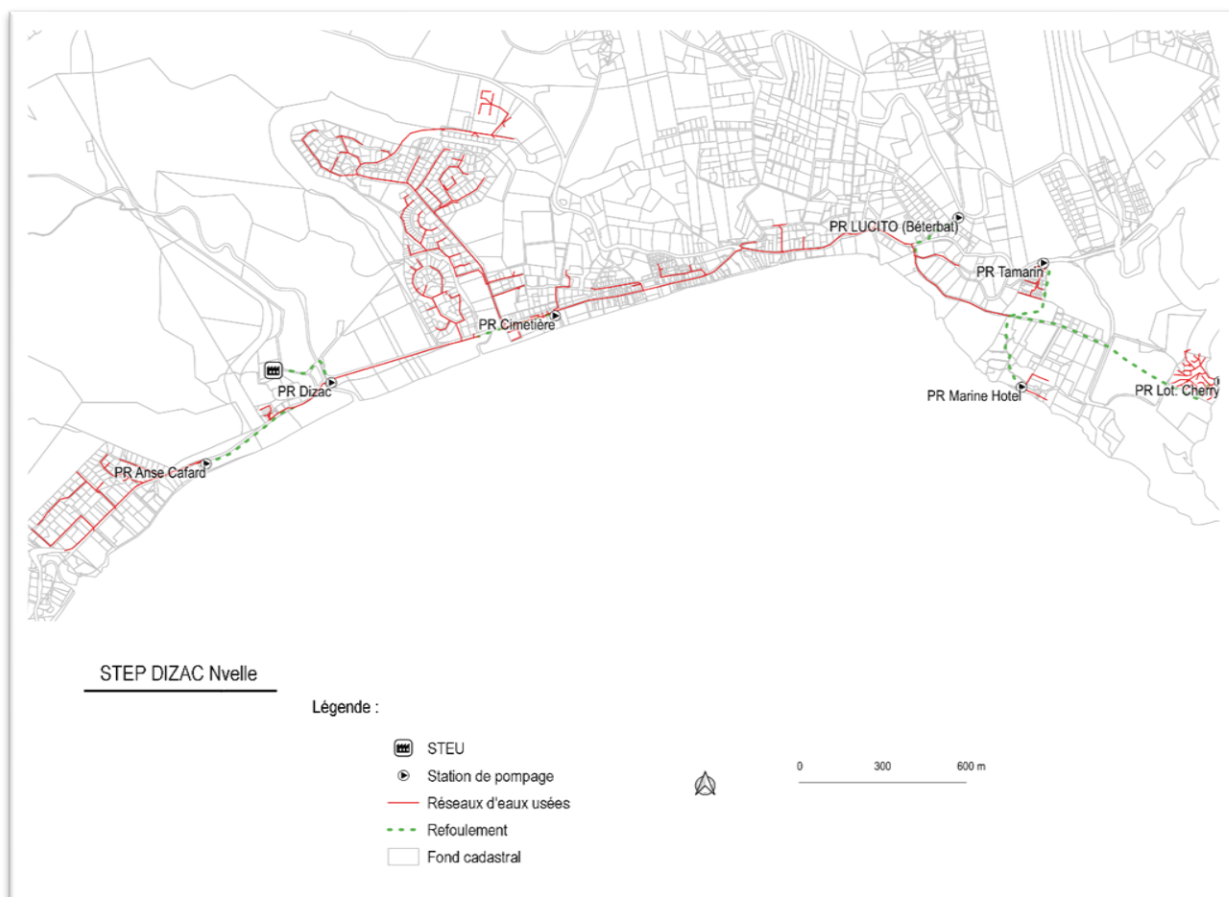 PR LUCITO (Béterbat)
PR Tamarin
PR Cimetière
PR Dizac
PR Marine Hotel
PR Lot. Cherry
PR Anse Cafard
STEP DIZAC Nvelle
Légende :
STEU
Station de pompage
Réseaux d'eaux usées
Refoulement
Fond cadastral
0 300 600 m